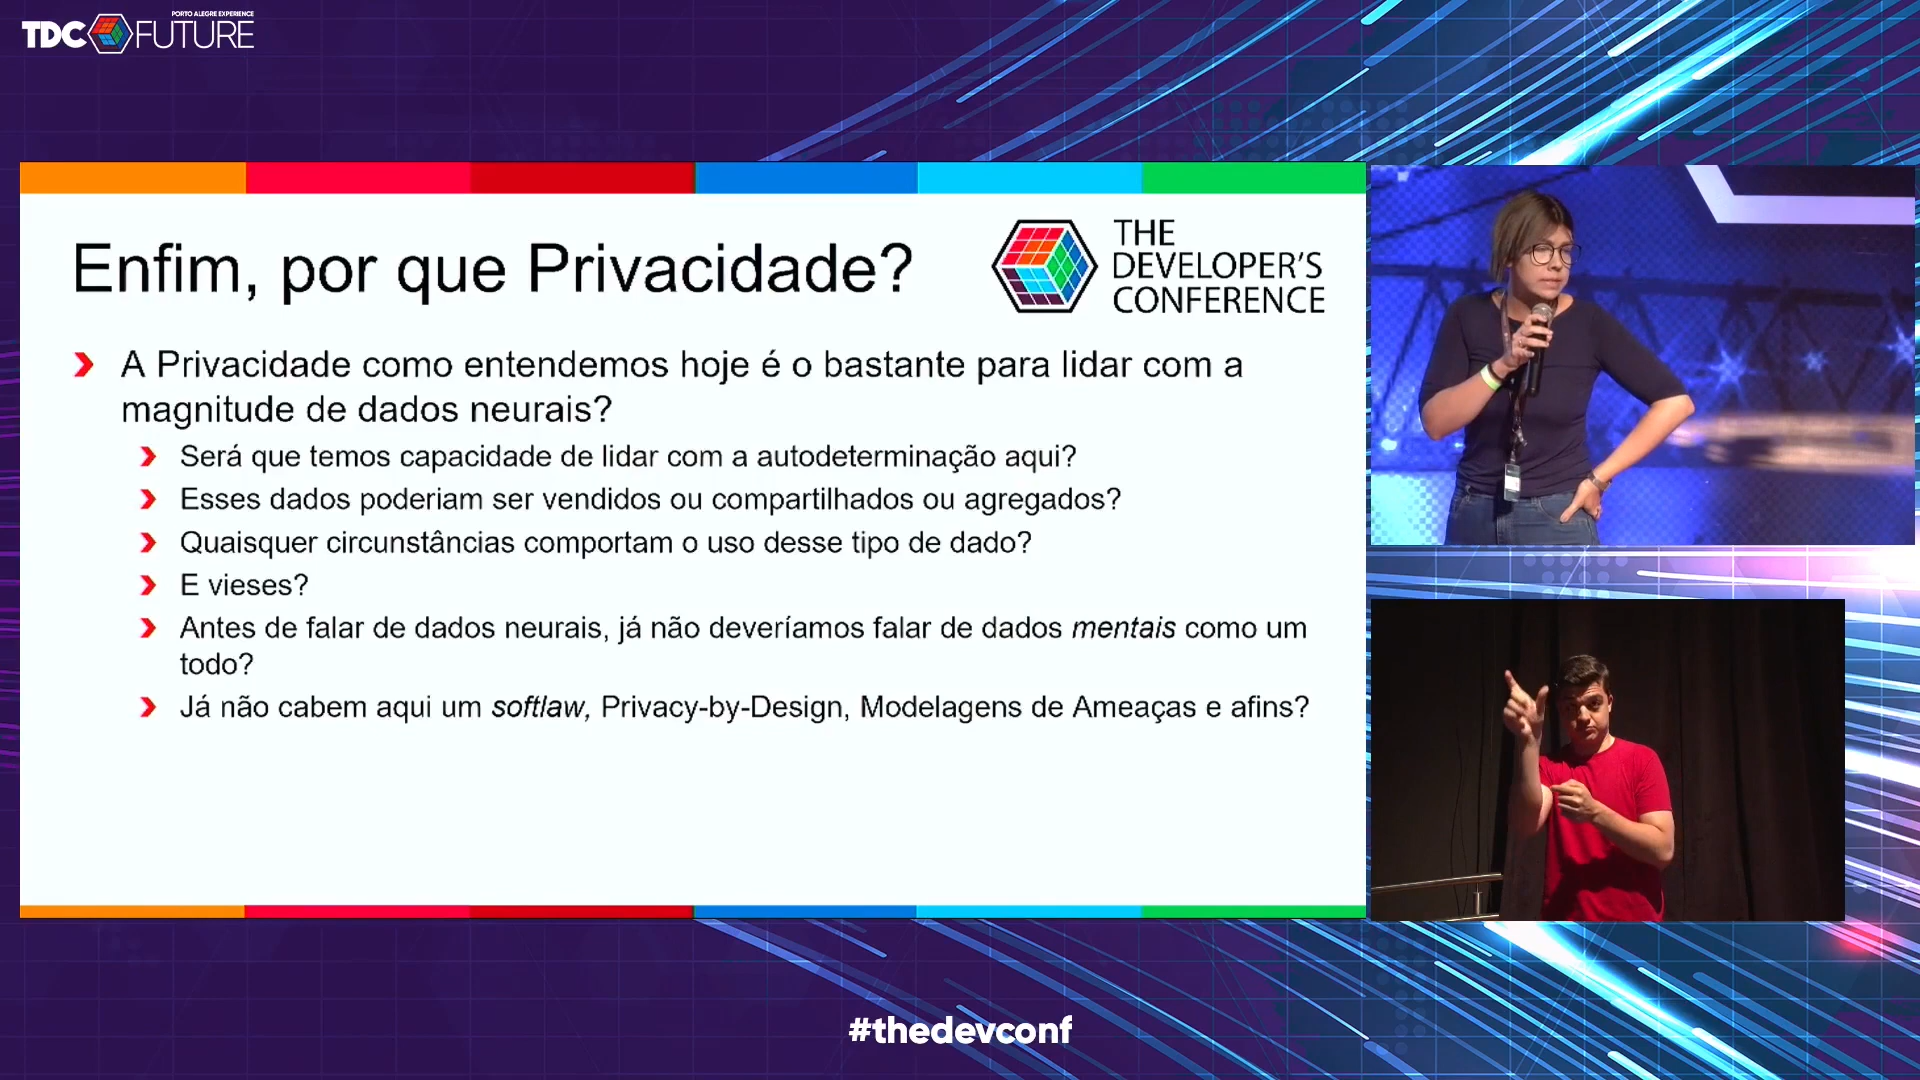 PORTO ALEGRE EXPERIENCE
TDC FUTURE
Enfim, por que Privacidade?
THE
DEVELOPER'S
CONFERENCE
A Privacidade como entendemos hoje é o bastante para lidar com a
magnitude de dados neurais?
Será que temos capacidade de lidar com a autodeterminação aqui?
Esses dados poderiam ser vendidos ou compartilhados ou agregados?
Quaisquer circunstâncias comportam o uso desse tipo de dado?
E vieses?
Antes de falar de dados neurais, já não deveríamos falar de dados mentais como um
todo?
Já não cabem aqui um softlaw, Privacy-by-Design, Modelagens de Ameaças e afins?
#thedevconf